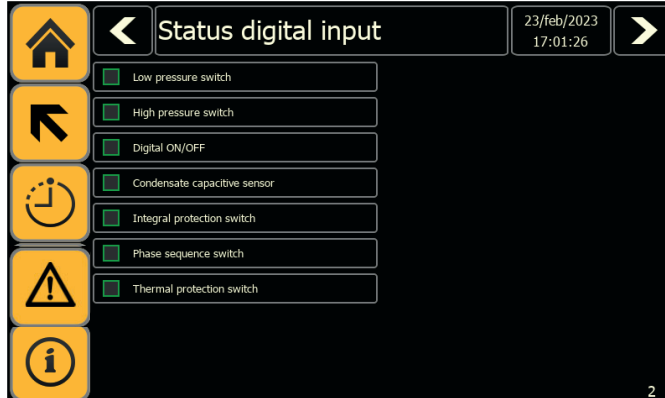 Status digital input
23/feb/2023
17:01:26
Low pressure switch
High pressure switch
Digital ON/OFF
Condensate capacitive sensor
Integral protection switch
Phase sequence switch
Thermal protection switch
2